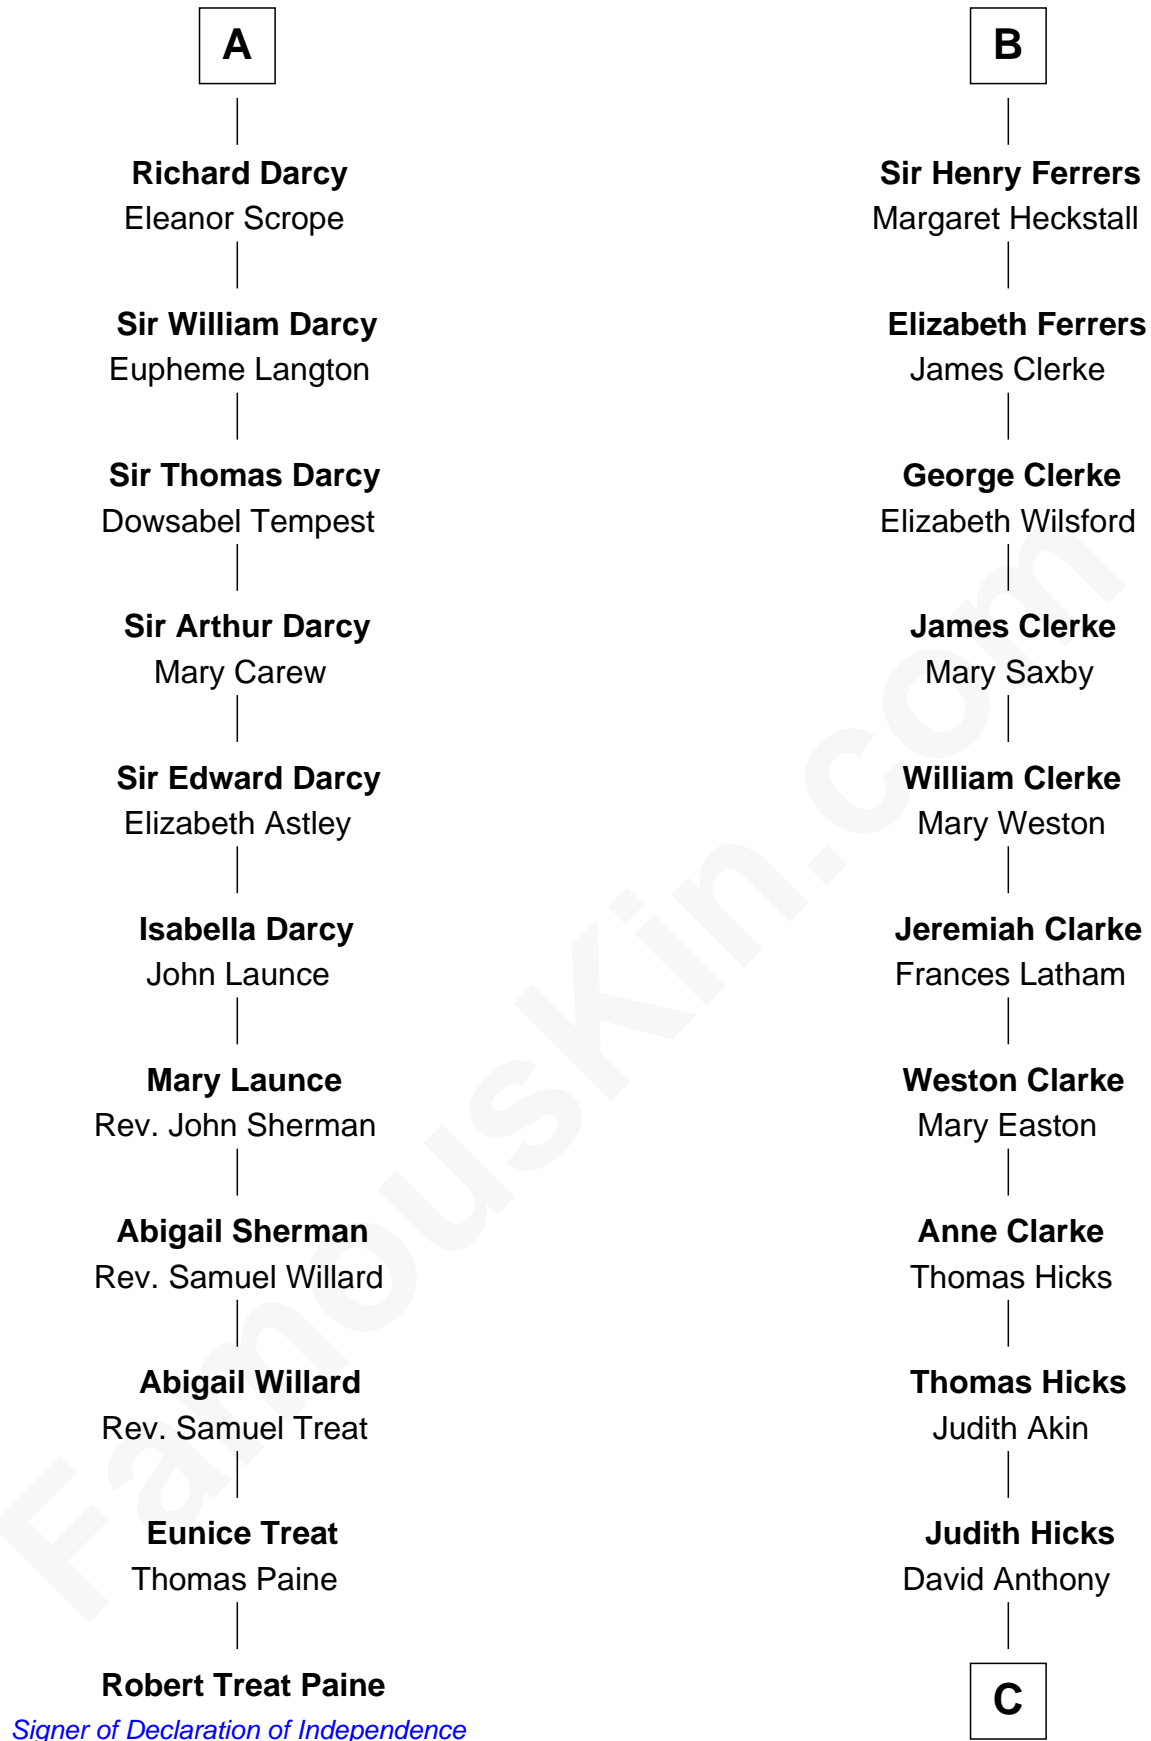 A
Richard Darcy
Eleanor Scrope
Sir William Darcy
Eupheme Langton
Sir Thomas Darcy
Dowsabel Tempest
Sir Arthur Darcy
Mary Carew
Sir Edward Darcy
Elizabeth Astley
Isabella Darcy
John Launce
Mary Launce
Rev. John Sherman
Abigail Sherman
Rev. Samuel Willard
Abigail Willard
Rev. Samuel Treat
Eunice Treat
Thomas Paine
Robert Treat Paine
Signer of Declaration of Independence
B
Sir Henry Ferrers
Margaret Heckstall
Elizabeth Ferrers
James Clerke
George Clerke
Elizabeth Wilsford
James Clerke
Mary Saxby
William Clerke
Mary Weston
Jeremiah Clarke
Frances Latham
Weston Clarke
Mary Easton
Anne Clarke
Thomas Hicks
Thomas Hicks
Judith Akin
Judith Hicks
David Anthony
C
FamousKin.com